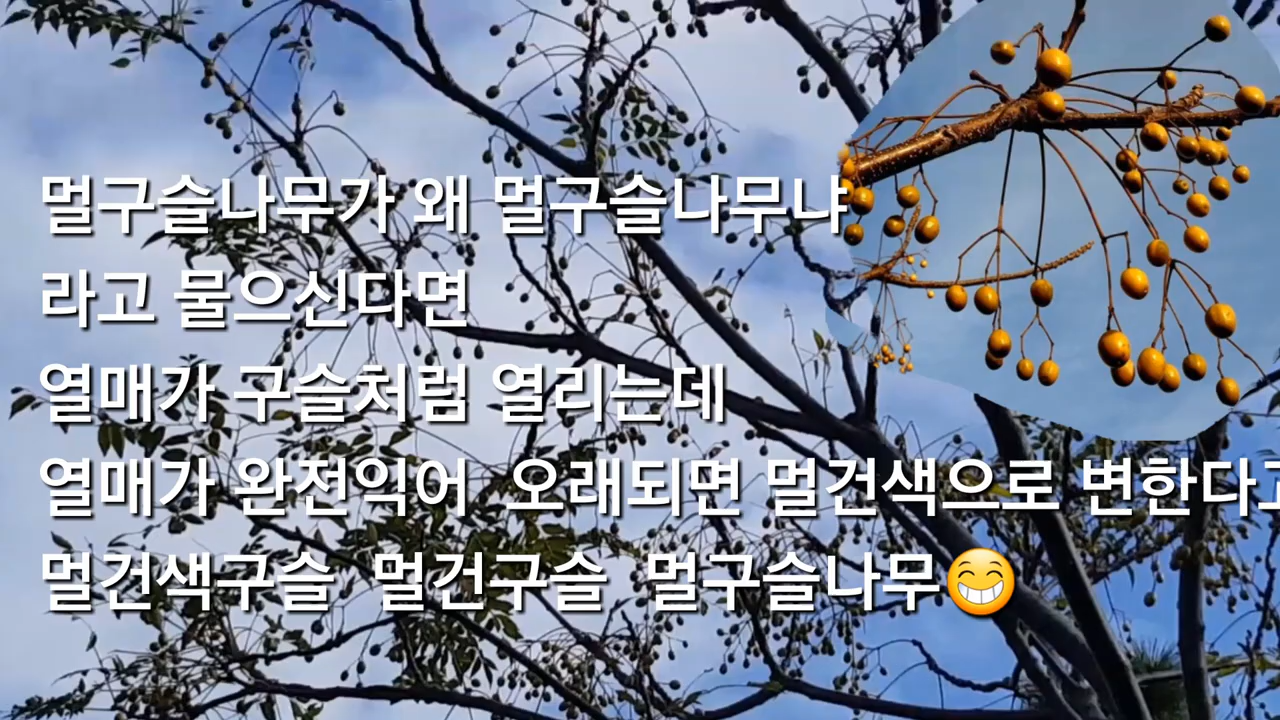 멀구슬나무가 왜 멀구슬나무냐
라고 물으신다면
열매가 구슬처럼 열리는데
열매가 완전익어 오래되면 멀건색으로 변한다고
멀건색구슬 멀건구슬 멀구슬나무😁